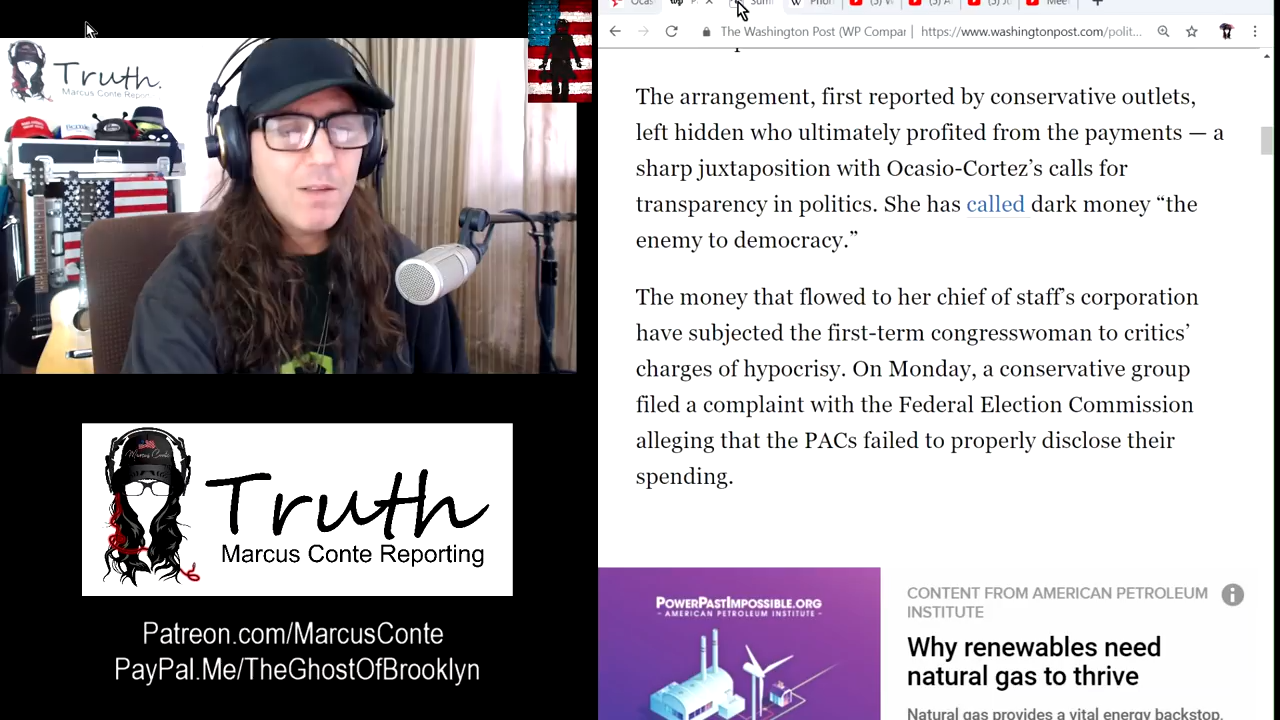 Truth.
Marcus Conte Repor
Truth
Marcus Conte Reporting
Patreon.com/MarcusConte
PayPal.Me/TheGhostOfBrooklyn
The Washington Post (WP Compar | https://www.washingtonpost.com/polit...
The arrangement, first reported by conservative outlets,
left hidden who ultimately profited from the payments — a
sharp juxtaposition with Ocasio-Cortez’s calls for
transparency in politics. She has called dark money “the
enemy to democracy.”
The money that flowed to her chief of staff’s corporation
have subjected the first-term congresswoman to critics’
charges of hypocrisy. On Monday, a conservative group
filed a complaint with the Federal Election Commission
alleging that the PACs failed to properly disclose their
spending.
POWERPASTIMPOSSIBLE.ORG
AMERICAN PETROLEUM INSTITUTE
CONTENT FROM AMERICAN PETROLEUM
INSTITUTE
Why renewables need
natural gas to thrive
Natural gas provides a vital energy backstop,